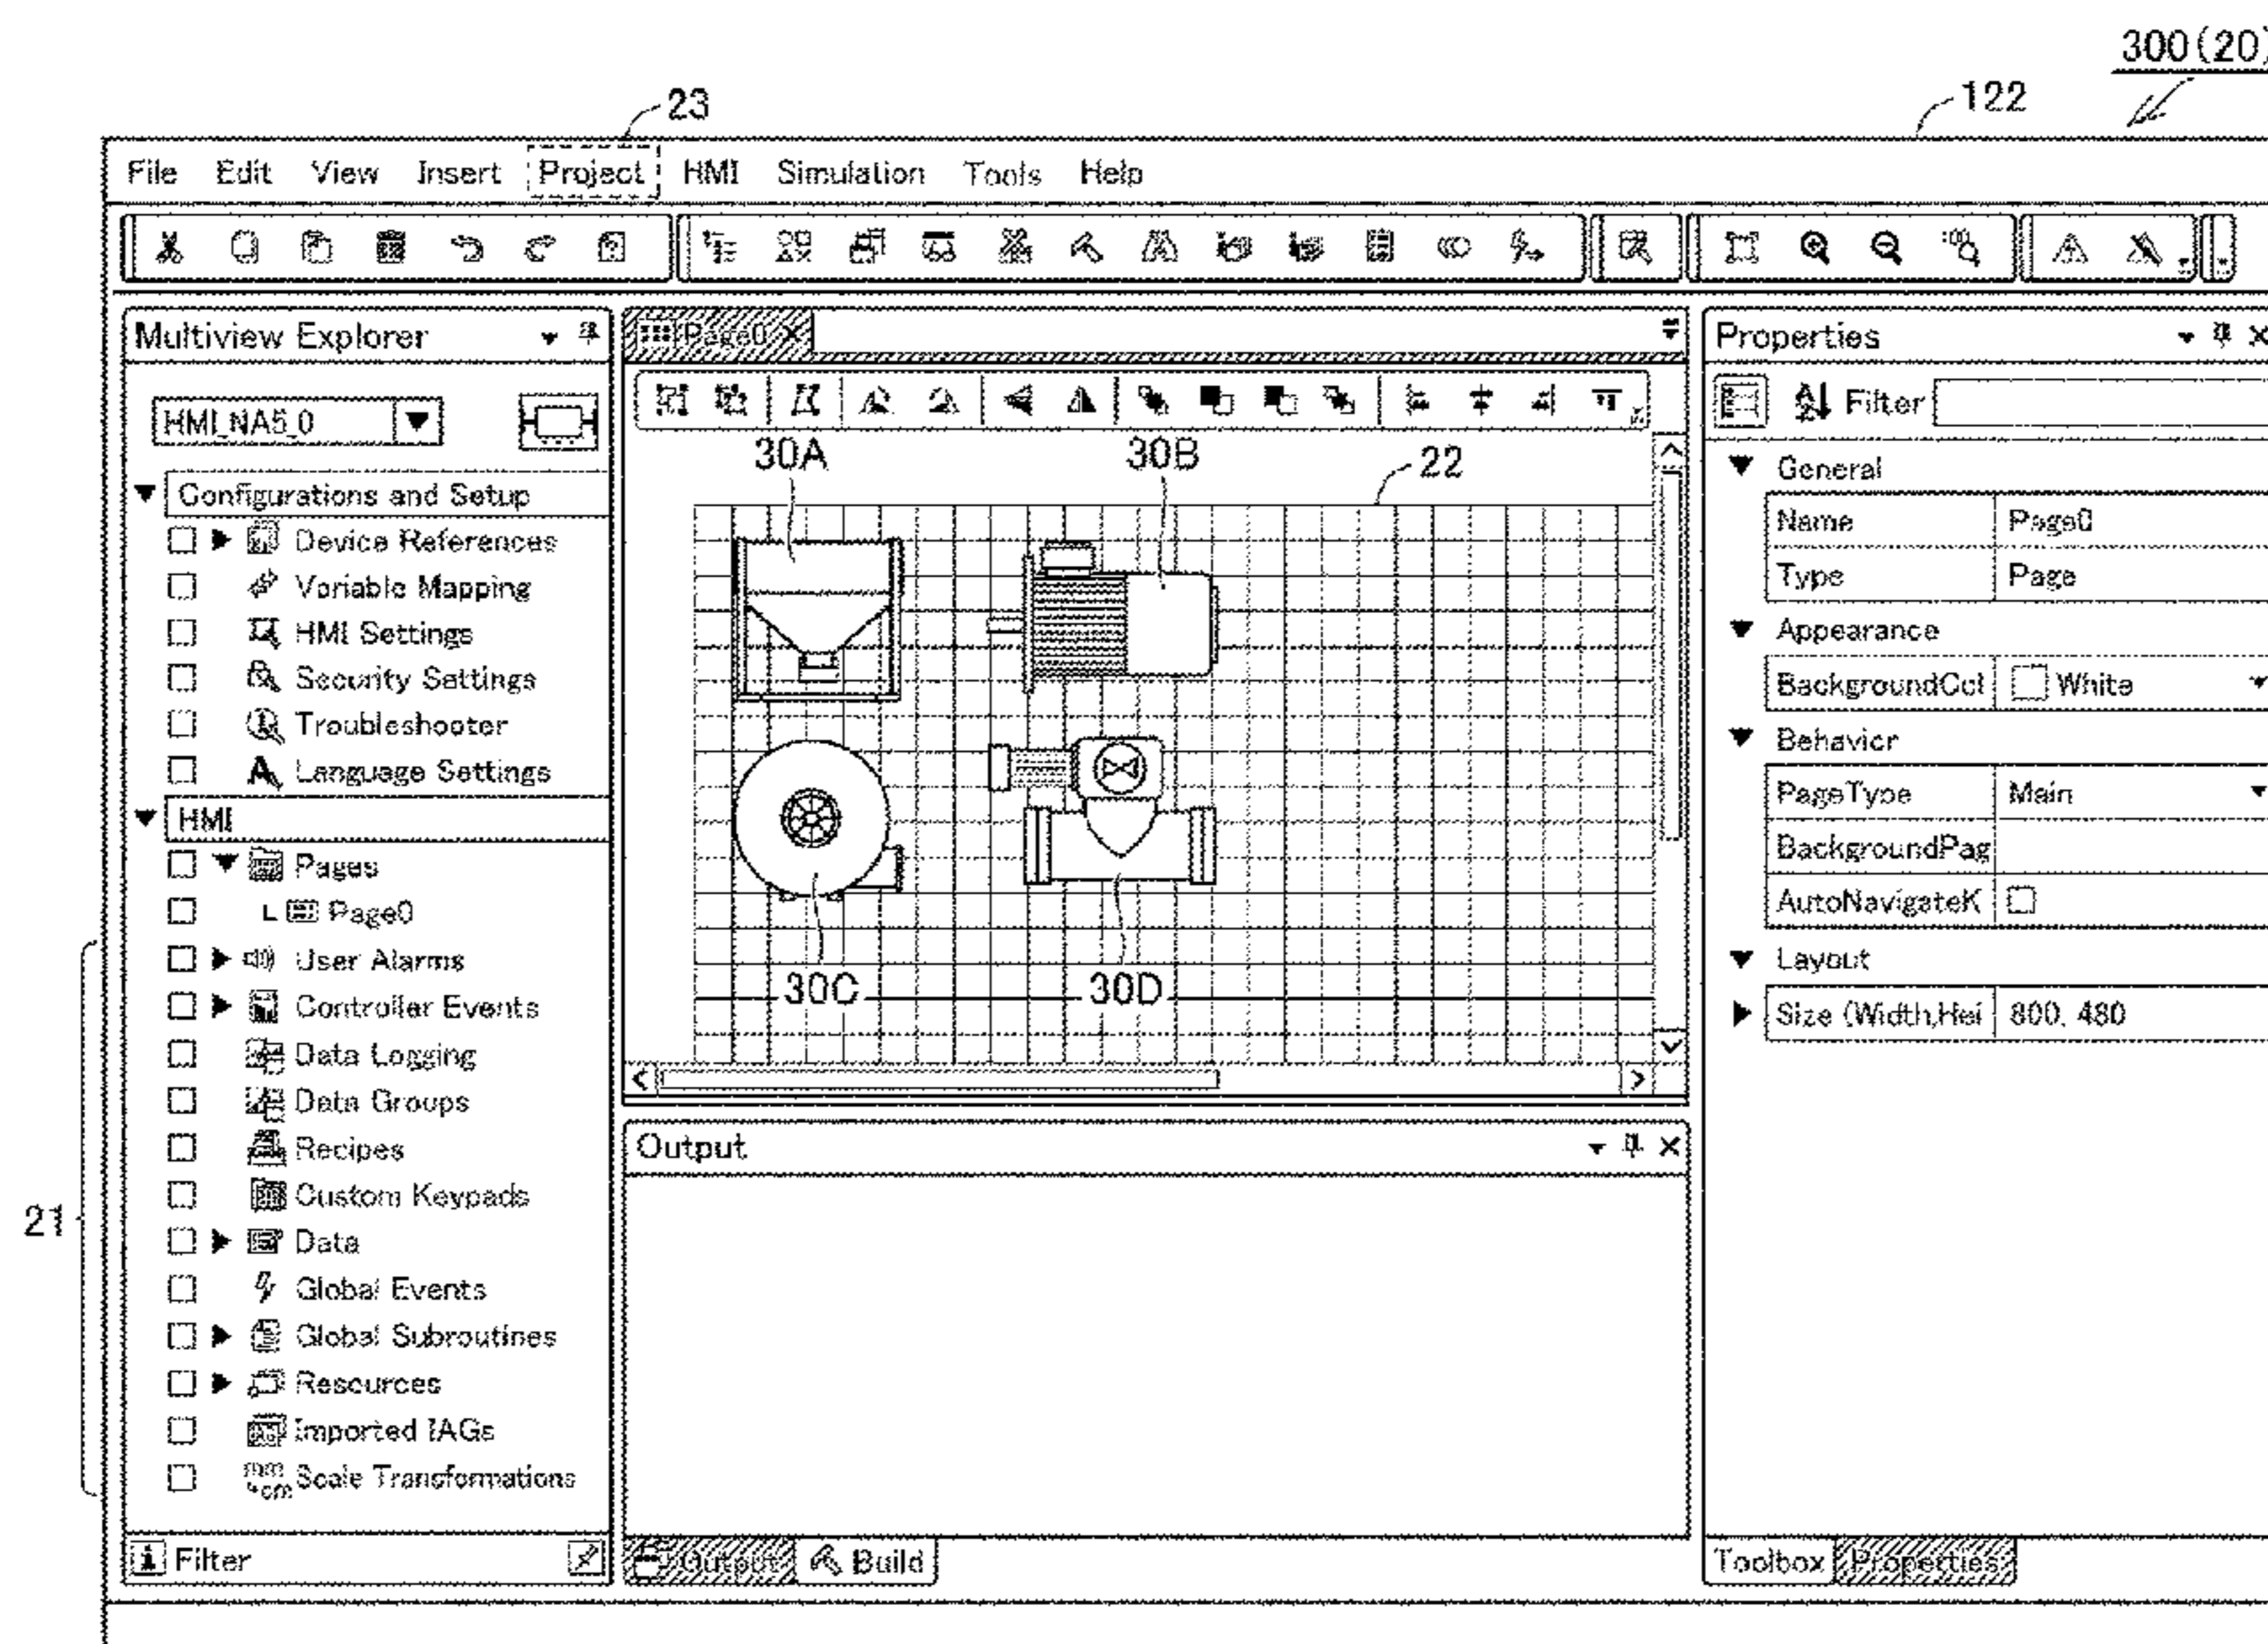 300(20)
23
122
File Edit View Insert Project HMI Simulation Tools Help
Multiview Explorer
Page0
Properties
HMI_NA5_0
Filter
30A
30B
22
Configurations and Setup
Device References
Variable Mapping
HMI Settings
Security Settings
Troubleshooter
Language Settings
HMI
Pages
Page0
User Alarms
Controller Events
Data Logging
Data Groups
Recipes
Custom Keypads
Data
Global Events
Global Subroutines
Resources
Imported IAGs
mm
cm
Scale Transformations
21
Filter
30C
30D
Output
Output
Build
General
Name Page0
Type Page
Appearance
BackgroundCol White
Behavior
PageType Main
BackgroundPag
AutoNavigateK
Layout
Size (Width,Hei 800, 480
Toolbox
Properties